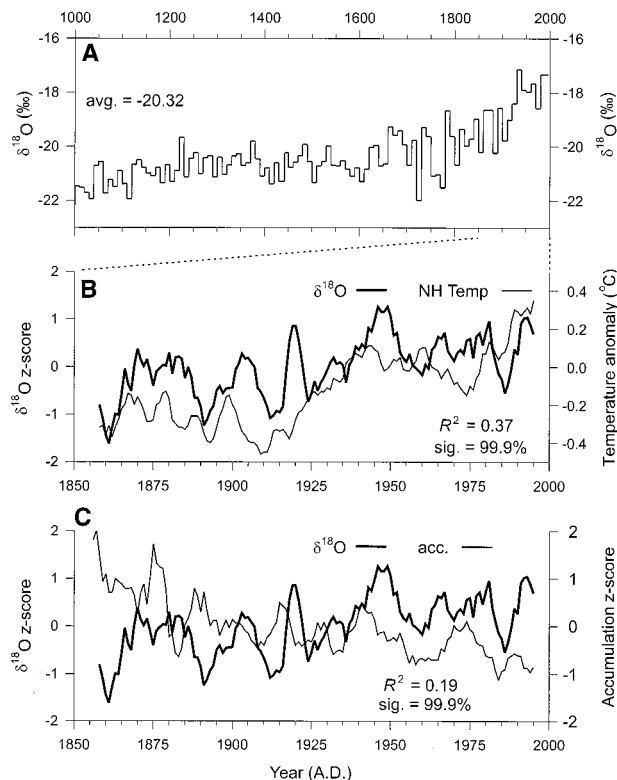 1000 1200 1400 1600 1800 2000
A
-16 -16
-18 -18
-20 -20
-22 -22
δ18O (‰)
avg. = -20.32
δ18O (‰)
B
δ18O NH Temp
2
1
0
-1
-2
δ18O z-score
0.4
0.2
0.0
-0.2
-0.4
Temperature anomaly (°C)
R2 = 0.37
sig. = 99.9%
1850 1875 1900 1925 1950 1975 2000
C
δ18O acc.
2 2
1 1
0 0
-1 -1
-2 -2
δ18O z-score
Accumulation z-score
R2 = 0.19
sig. = 99.9%
1850 1875 1900 1925 1950 1975 2000
Year (A.D.)